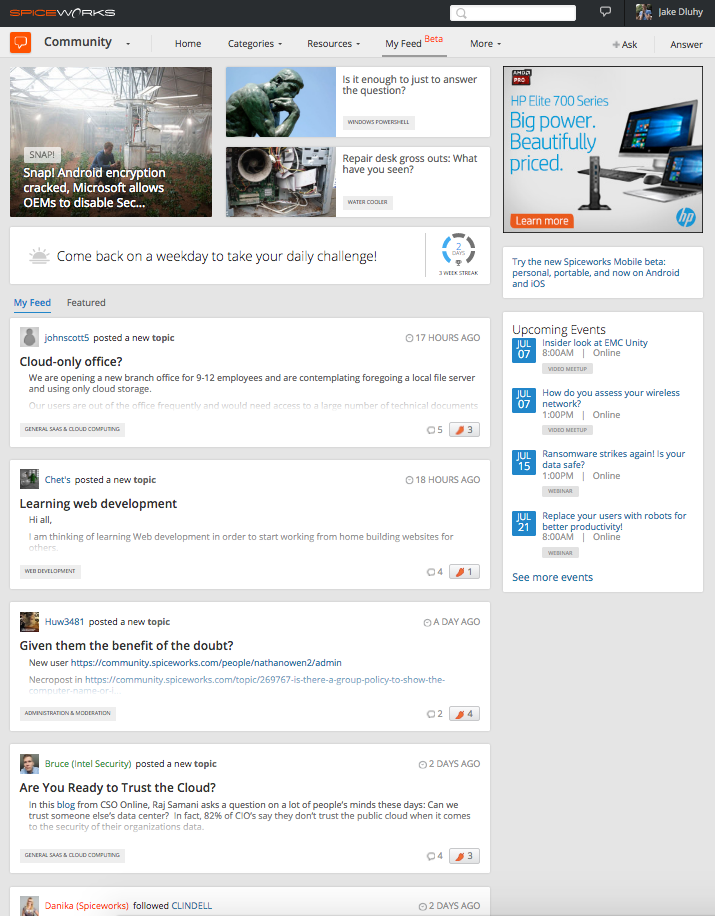 SPICEWORKS
Jake Dluhy
Community
Home
Categories
Resources
My Feed Beta
More
+ Ask
Answer
SNAP!
Snap! Android encryption
cracked, Microsoft allows
OEMs to disable Sec...
Is it enough to just to answer
the question?
WINDOWS POWERSHELL
Repair desk gross outs: What
have you seen?
WATER COOLER
AMD
PRO
HP Elite 700 Series
Big power.
Beautifully
priced.
Learn more
hp
Come back on a weekday to take your daily challenge!
2
DAYS
3 WEEK STREAK
Try the new Spiceworks Mobile beta:
personal, portable, and now on Android
and iOS
My Feed
Featured
johnscott5 posted a new topic
17 HOURS AGO
Cloud-only office?
We are opening a new branch office for 9-12 employees and are contemplating foregoing a local file server
and using only cloud storage.
Our users are out of the office frequently and would need access to a large number of technical documents
GENERAL SAAS & CLOUD COMPUTING
5
3
Chet's posted a new topic
18 HOURS AGO
Learning web development
Hi all,
I am thinking of learning Web development in order to start working from home building websites for
others.
WEB DEVELOPMENT
4
1
Huw3481 posted a new topic
A DAY AGO
Given them the benefit of the doubt?
New user https://community.spiceworks.com/people/nathanowen2/admin
Necropost in https://community.spiceworks.com/topic/269767-is-there-a-group-policy-to-show-the-
computer-name-or-i...
ADMINISTRATION & MODERATION
2
4
Bruce (Intel Security) posted a new topic
2 DAYS AGO
Are You Ready to Trust the Cloud?
In this blog from CSO Online, Raj Samani asks a question on a lot of people's minds these days: Can we
trust someone else's data center? In fact, 82% of CIO's say they don't trust the public cloud when it comes
to the security of their organizations data.
GENERAL SAAS & CLOUD COMPUTING
4
3
Danika (Spiceworks) followed CLINDELL
2 DAYS AGO
Upcoming Events
JUL
07
Insider look at EMC Unity
8:00AM | Online
VIDEO MEETUP
JUL
07
How do you assess your wireless
network?
1:00PM | Online
VIDEO MEETUP
JUL
15
Ransomware strikes again! Is your
data safe?
1:00PM | Online
WEBINAR
JUL
21
Replace your users with robots for
better productivity!
8:00AM | Online
WEBINAR
See more events